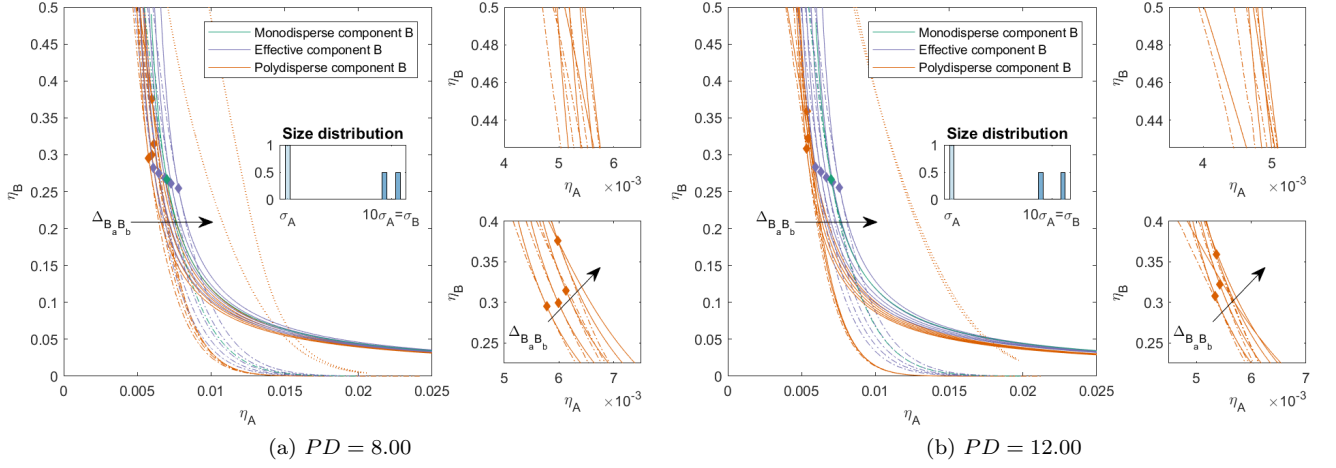 0.5
0.45
0.4
0.35
0.3
0.25
0.2
0.15
0.1
0.05
0
η_B
0
0.005
0.01
0.015
0.02
0.025
η_A
Monodisperse component B
Effective component B
Polydisperse component B
Size distribution
1
0.5
0
σ_A
10σ_A=σ_B
Δ_{B_aB_b}
0.5
0.48
0.46
0.44
η_B
4
5
6
η_A
× 10^{-3}
0.4
0.35
0.3
0.25
η_B
Δ_{B_aB_b}
5
6
7
η_A
× 10^{-3}
(a) PD = 8.00
0.5
0.45
0.4
0.35
0.3
0.25
0.2
0.15
0.1
0.05
0
η_B
0
0.005
0.01
0.015
0.02
0.025
η_A
Monodisperse component B
Effective component B
Polydisperse component B
Size distribution
1
0.5
0
σ_A
10σ_A=σ_B
Δ_{B_aB_b}
0.5
0.48
0.46
0.44
η_B
4
5
η_A
× 10^{-3}
0.4
0.35
0.3
0.25
η_B
Δ_{B_aB_b}
5
6
7
η_A
× 10^{-3}
(b) PD = 12.00